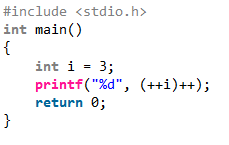 #include <stdio.h>
int main()
{
    int i = 3;
    printf("%d", (++i)++);
    return 0;
}